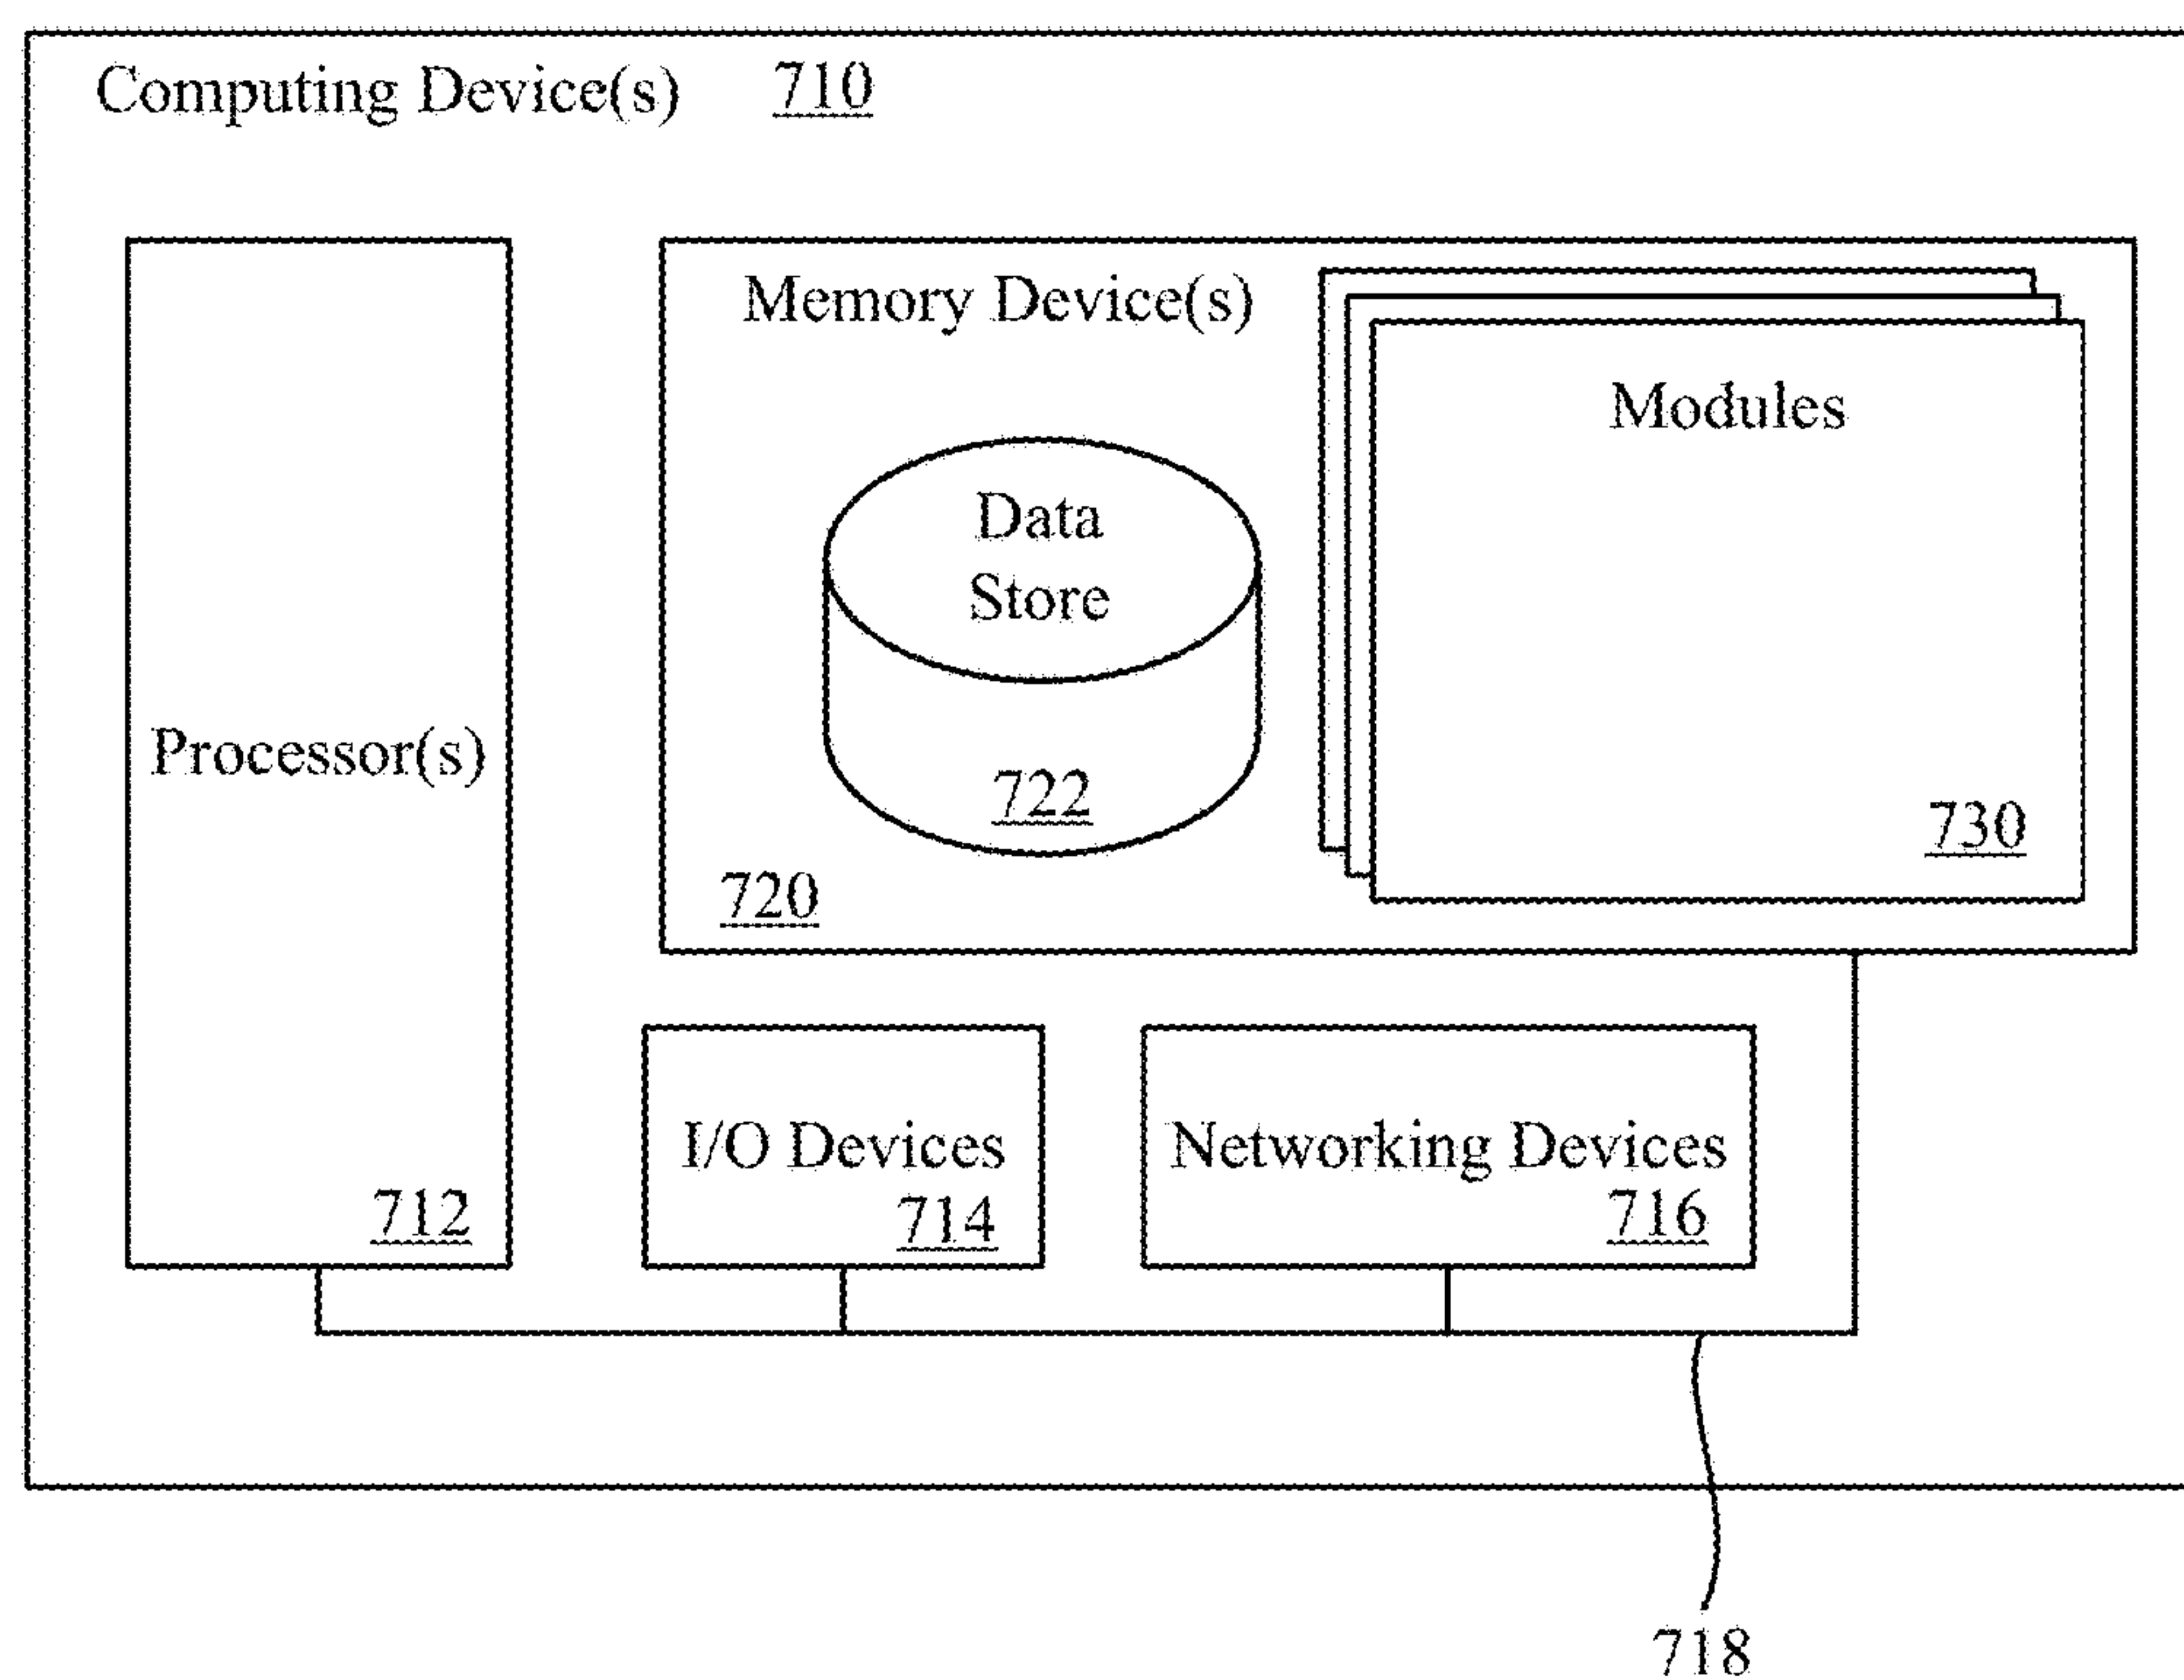 Computing Device(s) 710
Memory Device(s)
Modules
Data
Store
Processor(s)
722
730
720
I/O Devices
Networking Devices
712
714
716
718